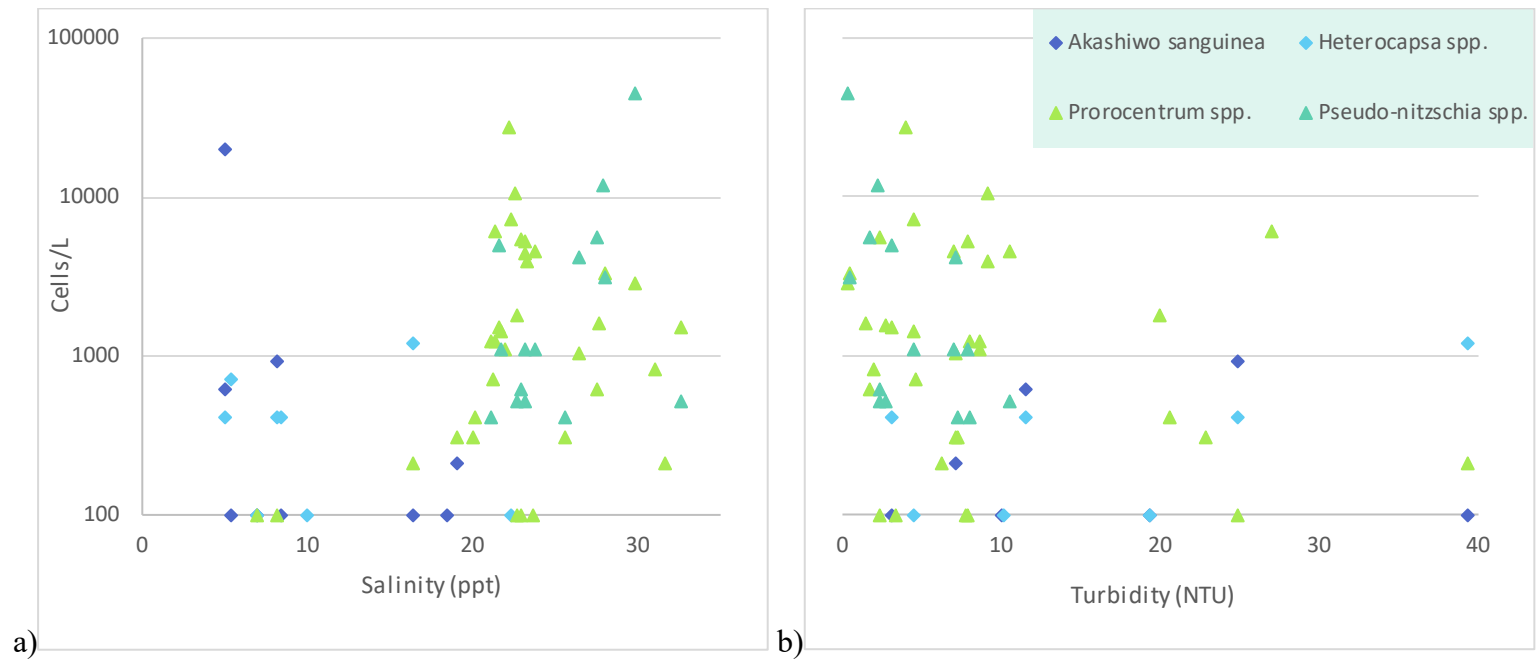 100000
10000
1000
100
Cells/L
0 10 20 30
Salinity (ppt)
a)
Akashiwo sanguinea Heterocapsa spp.
Prorocentrum spp. Pseudo-nitzschia spp.
0 10 20 30 40
Turbidity (NTU)
b)